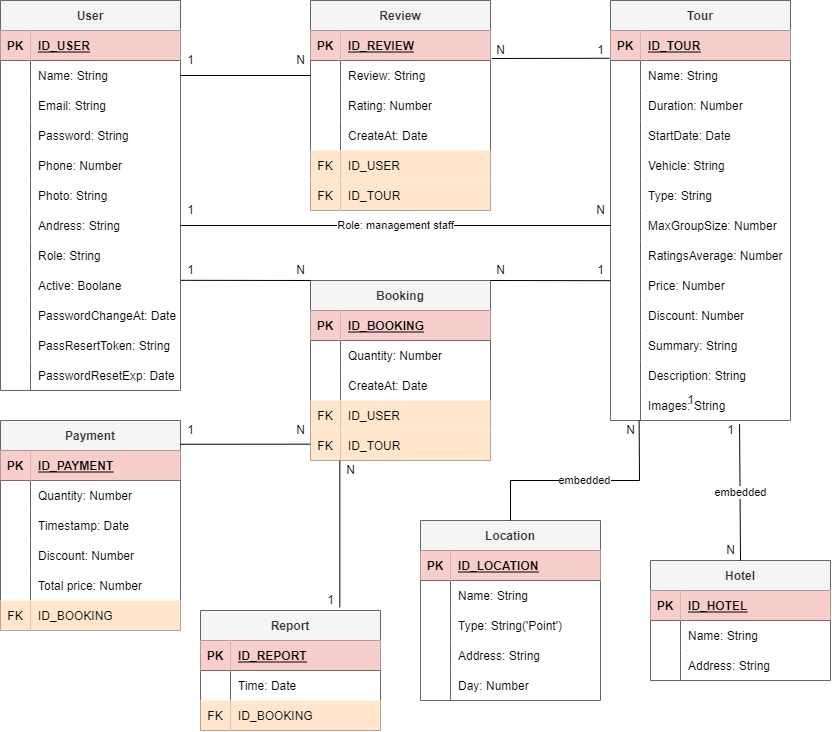 User
PK ID_USER
Name: String
Email: String
Password: String
Phone: Number
Photo: String
Andress: String
Role: String
Active: Boolane
PasswordChangeAt: Date
PassResertToken: String
PasswordResetExp: Date
Review
PK ID_REVIEW
Review: String
Rating: Number
CreateAt: Date
FK ID_USER
FK ID_TOUR
Tour
PK ID_TOUR
Name: String
Duration: Number
StartDate: Date
Vehicle: String
Type: String
MaxGroupSize: Number
RatingsAverage: Number
Price: Number
Discount: Number
Summary: String
Description: String
Images: String
1
1 N
N 1
1 N
Role: management staff
1 N
N 1
Booking
PK ID_BOOKING
Quantity: Number
CreateAt: Date
FK ID_USER
FK ID_TOUR
Payment
PK ID_PAYMENT
Quantity: Number
Timestamp: Date
Discount: Number
Total price: Number
FK ID_BOOKING
1 N
N
1
Report
PK ID_REPORT
Time: Date
FK ID_BOOKING
N
embedded
Location
PK ID_LOCATION
Name: String
Type: String('Point')
Address: String
Day: Number
1
embedded
N
Hotel
PK ID_HOTEL
Name: String
Address: String